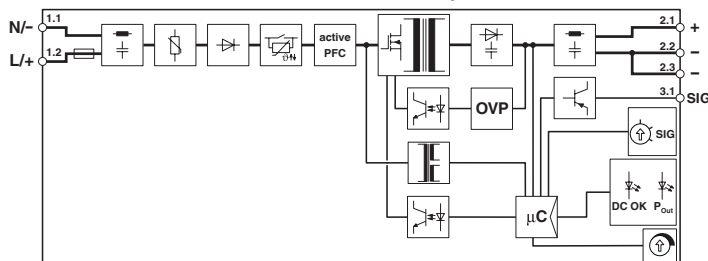 N/-
1.1
L/+
1.2
active
PFC
2.1
+
2.2
–
2.3
–
3.1
SIG
OVP
SIG
ϑ
μC
DC OK
P Out